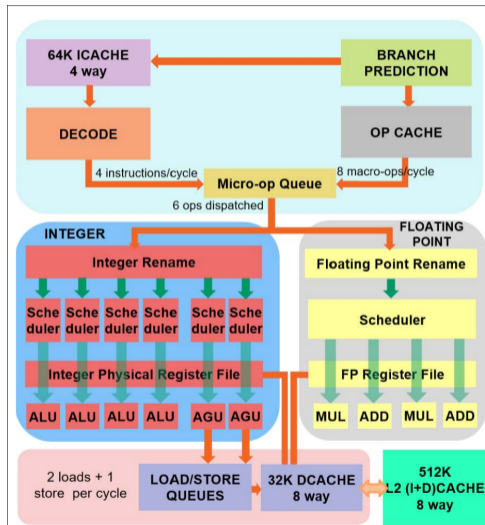 64K ICACHE
4 way
BRANCH
PREDICTION
DECODE
OP CACHE
4 instructions/cycle
8 macro-ops/cycle
Micro-op Queue
6 ops dispatched
INTEGER
FLOATING
POINT
Integer Rename
Floating Point Rename
Sche
duler
Sche
duler
Sche
duler
Sche
duler
Sche
duler
Sche
duler
Scheduler
Integer Physical Register File
FP Register File
ALU
ALU
ALU
ALU
AGU
AGU
MUL
ADD
MUL
ADD
2 loads + 1
store per cycle
LOAD/STORE
QUEUES
32K DCACHE
8 way
512K
L2 (I+D)CACHE
8 way